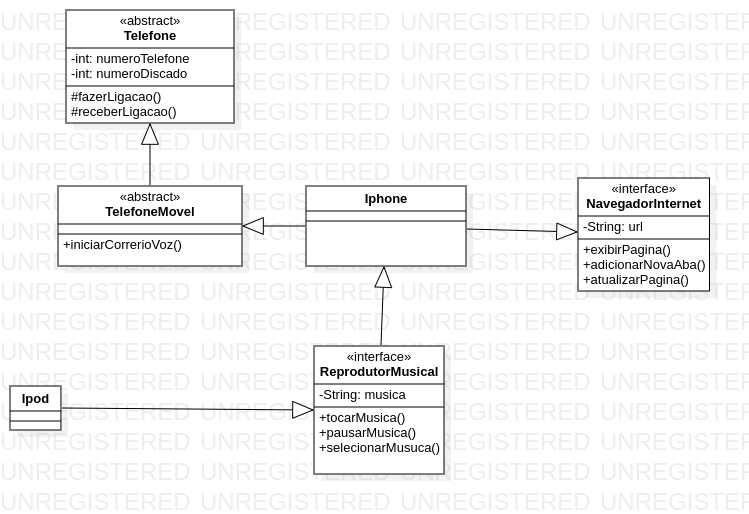 «abstract»
Telefone
-int: numeroTelefone
-int: numeroDiscado
#fazerLigacao()
#receberLigacao()
«abstract»
TelefoneMovel
+iniciarCorrerioVoz()
Iphone
«interface»
NavegadorInternet
-String: url
+exibirPagina()
+adicionarNovaAba()
+atualizarPagina()
«interface»
ReprodutorMusical
-String: musica
+tocarMusica()
+pausarMusica()
+selecionarMusuca()
Ipod
UNREGISTERED